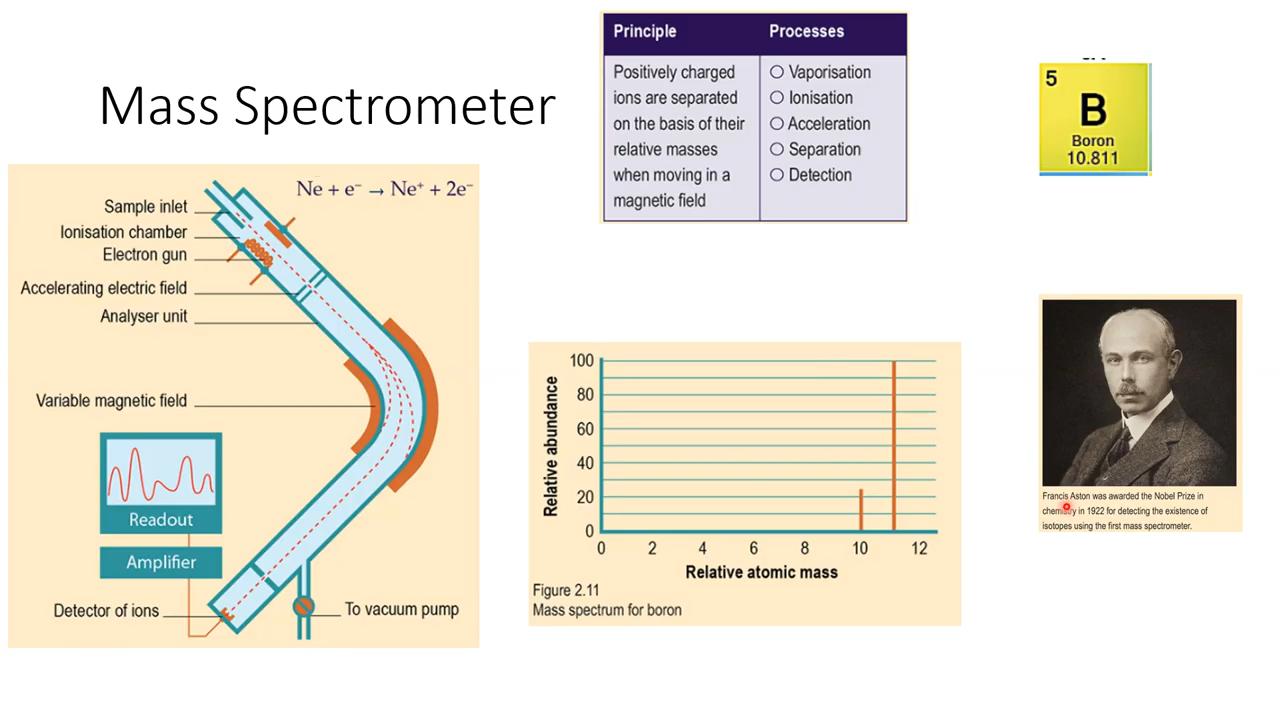 Mass Spectrometer
Principle
Processes
Positively charged
ions are separated
on the basis of their
relative masses
when moving in a
magnetic field
Vaporisation
Ionisation
Acceleration
Separation
Detection
5
B
Boron
10.811
Ne + e⁻ → Ne⁺ + 2e⁻
Sample inlet
Ionisation chamber
Electron gun
Accelerating electric field
Analyser unit
Variable magnetic field
Readout
Amplifier
Detector of ions
To vacuum pump
Relative abundance
100
80
60
40
20
0
0 2 4 6 8 10 12
Relative atomic mass
Figure 2.11
Mass spectrum for boron
Francis Aston was awarded the Nobel Prize in
chemistry in 1922 for detecting the existence of
isotopes using the first mass spectrometer.